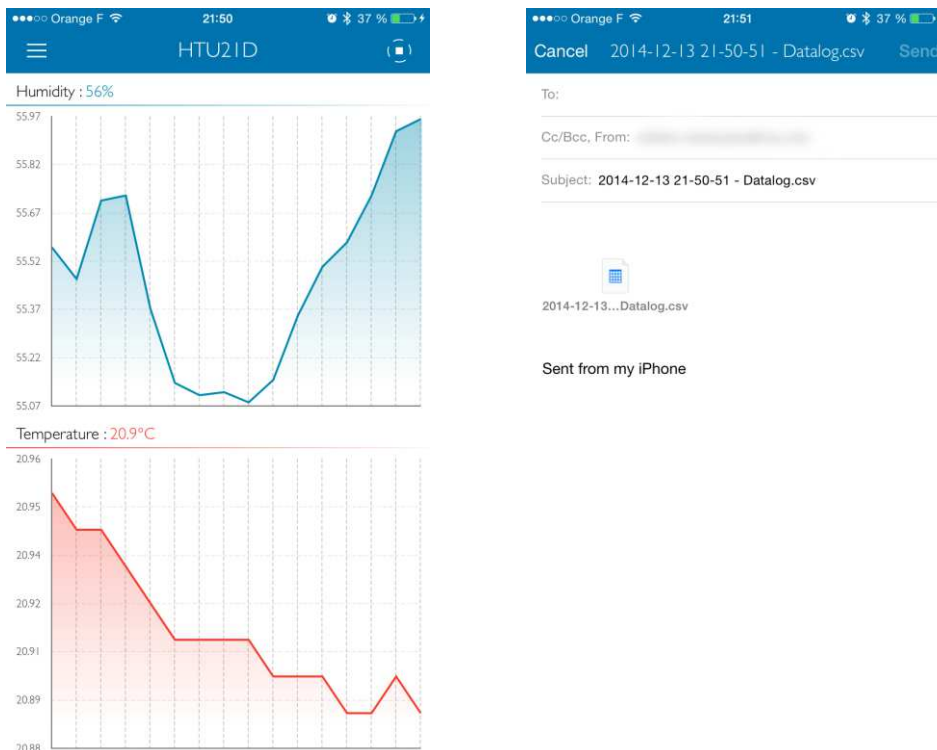 Orange F 21:50 37 %
HTU21D
Humidity : 56%
55.97
55.82
55.67
55.52
55.37
55.22
55.07
Temperature : 20.9°C
20.96
20.95
20.94
20.92
20.91
20.89
20.88
Orange F 21:51 37 %
Cancel 2014-12-13 21-50-51 - Datalog.csv Send
To:
Cc/Bcc, From:
Subject: 2014-12-13 21-50-51 - Datalog.csv
2014-12-13...Datalog.csv
Sent from my iPhone